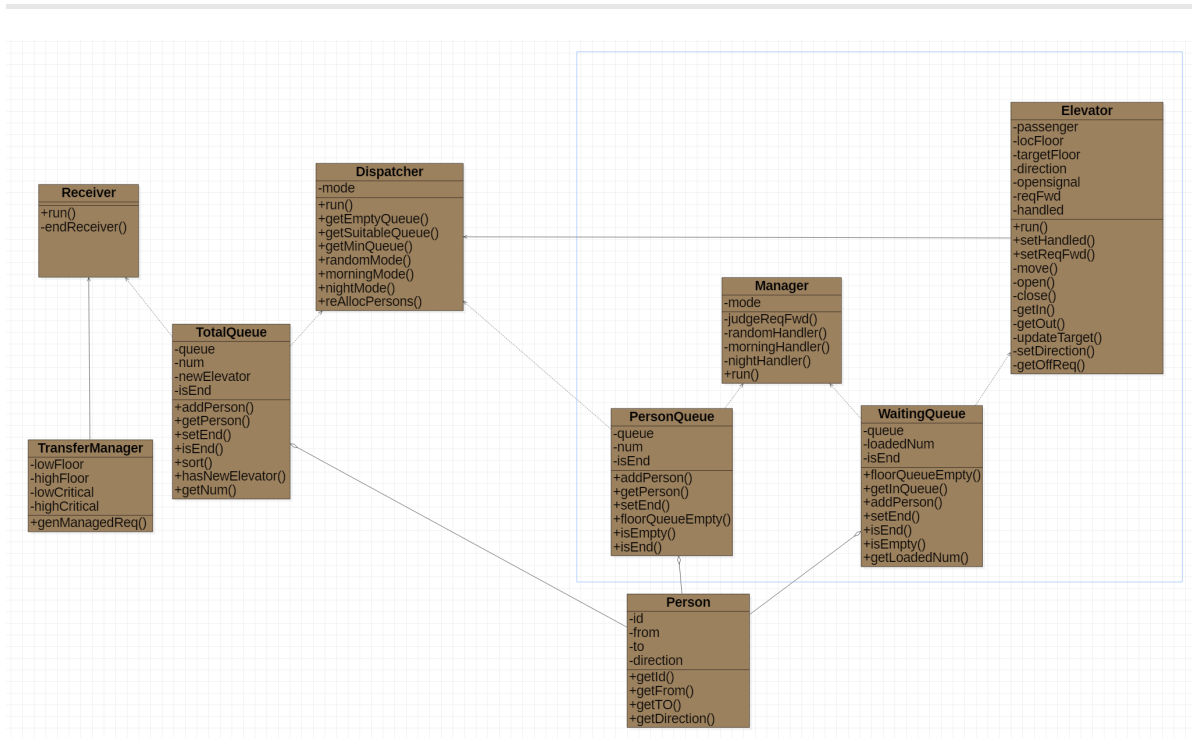 Receiver
+run()
-endReceiver()
TransferManager
-lowFloor
-highFloor
-lowCritical
-highCritical
+genManagedReq()
TotalQueue
-queue
-num
-newElevator
-isEnd
+addPerson()
+getPerson()
+setEnd()
+isEnd()
+sort()
+hasNewElevator()
+getNum()
Dispatcher
-mode
+run()
+getEmptyQueue()
+getSuitableQueue()
+getMinQueue()
+randomMode()
+morningMode()
+nightMode()
+reAllocPersons()
PersonQueue
-queue
-num
-isEnd
+addPerson()
+getPerson()
+setEnd()
+floorQueueEmpty()
+isEmpty()
+isEnd()
Person
-id
-from
-to
-direction
+getId()
+getFrom()
+getTO()
+getDirection()
Manager
-mode
-judgeReqFwd()
-randomHandler()
-morningHandler()
-nightHandler()
+run()
WaitingQueue
-queue
-loadedNum
-isEnd
+floorQueueEmpty()
+getInQueue()
+addPerson()
+setEnd()
+isEnd()
+isEmpty()
+getLoadedNum()
Elevator
-passenger
-locFloor
-targetFloor
-direction
-opensignal
-reqFwd
-handled
+run()
+setHandled()
+setReqFwd()
-move()
-open()
-close()
-getIn()
-getOut()
-updateTarget()
-setDirection()
-getOffReq()